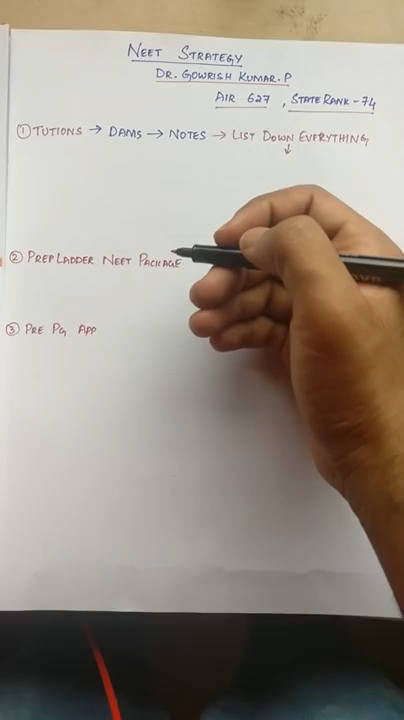 NEET STRATEGY
DR. GOWRISH KUMAR.P
AIR 627 , STATE RANK - 74
① TUTIONS → DAMS → NOTES → LIST DOWN EVERYTHING
↓
② PREPLADDER NEET PACKAGE
③ PRE PG APP